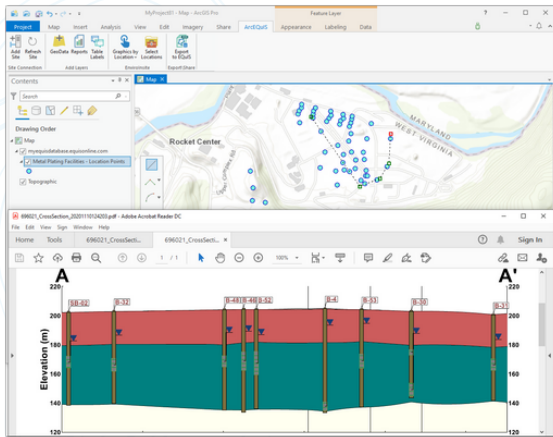 MyProject01 - Map - ArcGIS Pro
Feature Layer
Project Map Insert Analysis View Edit Imagery Share ArcEQuIS Appearance Labeling Data
Add Site
Refresh Site
GeoData
Reports
Table Labels
Graphics by Location
Select Locations
Export to EQuIS
Site Connection
Add Layers
EnviroInsite
Export/Share
Contents
Map
Search
Drawing Order
Map
myequisdatabase.equisonline.com
Metal Plating Facilities - Location Points
Topographic
Rocket Center
MARYLAND
WEST VIRGINIA
696021_CrossSection_20201110124203.pdf - Adobe Acrobat Reader DC
File Edit View Sign Window Help
Home Tools 696021_CrossSecti... 696021_CrossSecti... Sign In
1 / 1
100%
A A'
220 220
200 200
180 180
160 160
140 140
120 120
Elevation (m)
SB-02 B-32 B-48 B-52 B-4 B-53 B-50